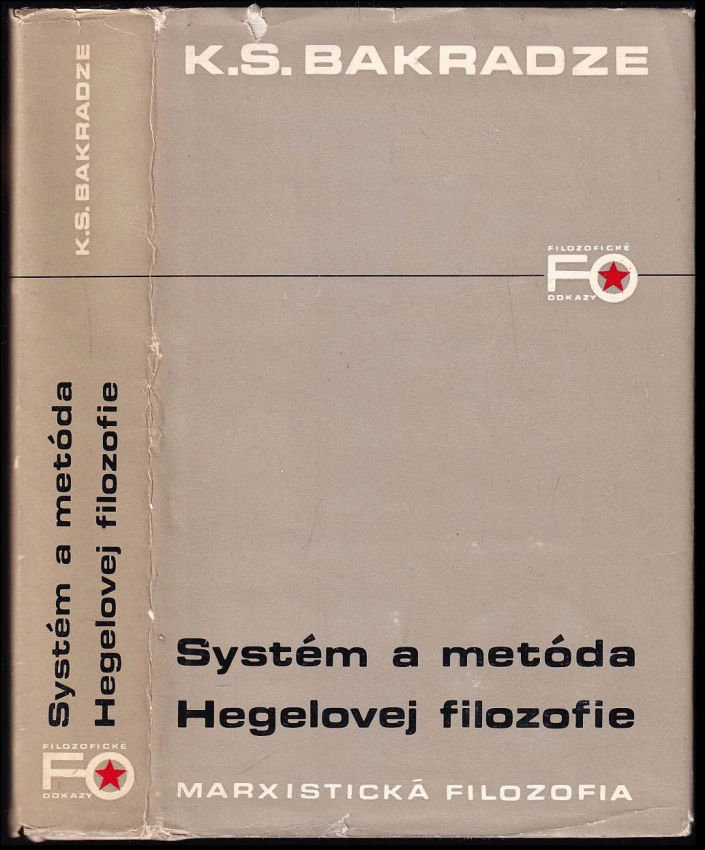 K.S. BAKRADZE
Systém a metóda
Hegelovej filozofie
FILOZOFICKÉ
FO
ODKAZY
K.S. BAKRADZE
FILOZOFICKÉ
FO
ODKAZY
Systém a metóda
Hegelovej filozofie
MARXISTICKÁ FILOZOFIA